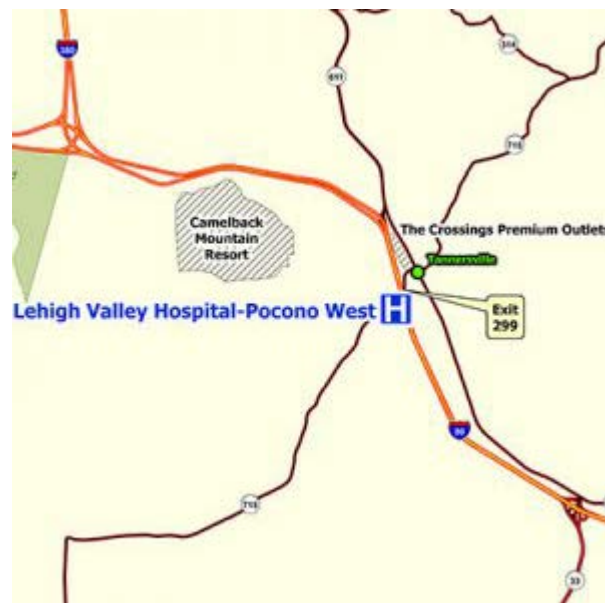 380
611
314
715
Camelback
Mountain
Resort
The Crossings Premium Outlets
Tannersville
Lehigh Valley Hospital-Pocono West
H
Exit
299
80
715
33